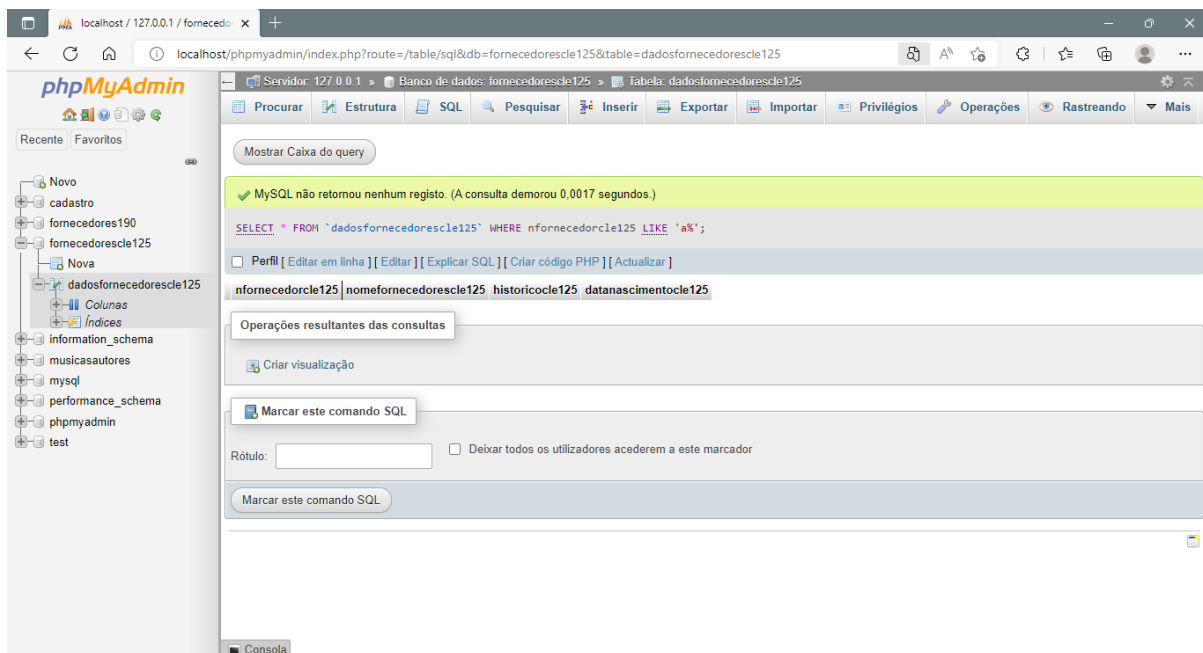 localhost / 127.0.0.1 / fornecedo
localhost/phpmyadmin/index.php?route=/table/sql&db=fornecedorescle125&table=dadosfornecedorescle125
phpMyAdmin
Recente Favoritos
Novo
cadastro
fornecedores190
fornecedorescle125
Nova
dadosfornecedorescle125
Colunas
Índices
information_schema
musicasautores
mysql
performance_schema
phpmyadmin
test
Servidor: 127.0.0.1 » Banco de dados: fornecedorescle125 » Tabela: dadosfornecedorescle125
Procurar Estrutura SQL Pesquisar Inserir Exportar Importar Privilégios Operações Rastreando Mais
Mostrar Caixa do query
MySQL não retornou nenhum registo. (A consulta demorou 0,0017 segundos.)
SELECT * FROM `dadosfornecedorescle125` WHERE nfornecedorcle125 LIKE 'a%';
Perfil [ Editar em linha ] [ Editar ] [ Explicar SQL ] [ Criar código PHP ] [ Actualizar ]
nfornecedorcle125 nomefornecedorescle125 historicocle125 datanascimentocle125
Operações resultantes das consultas
Criar visualização
Marcar este comando SQL
Rótulo: Deixar todos os utilizadores acederem a este marcador
Marcar este comando SQL
Consola